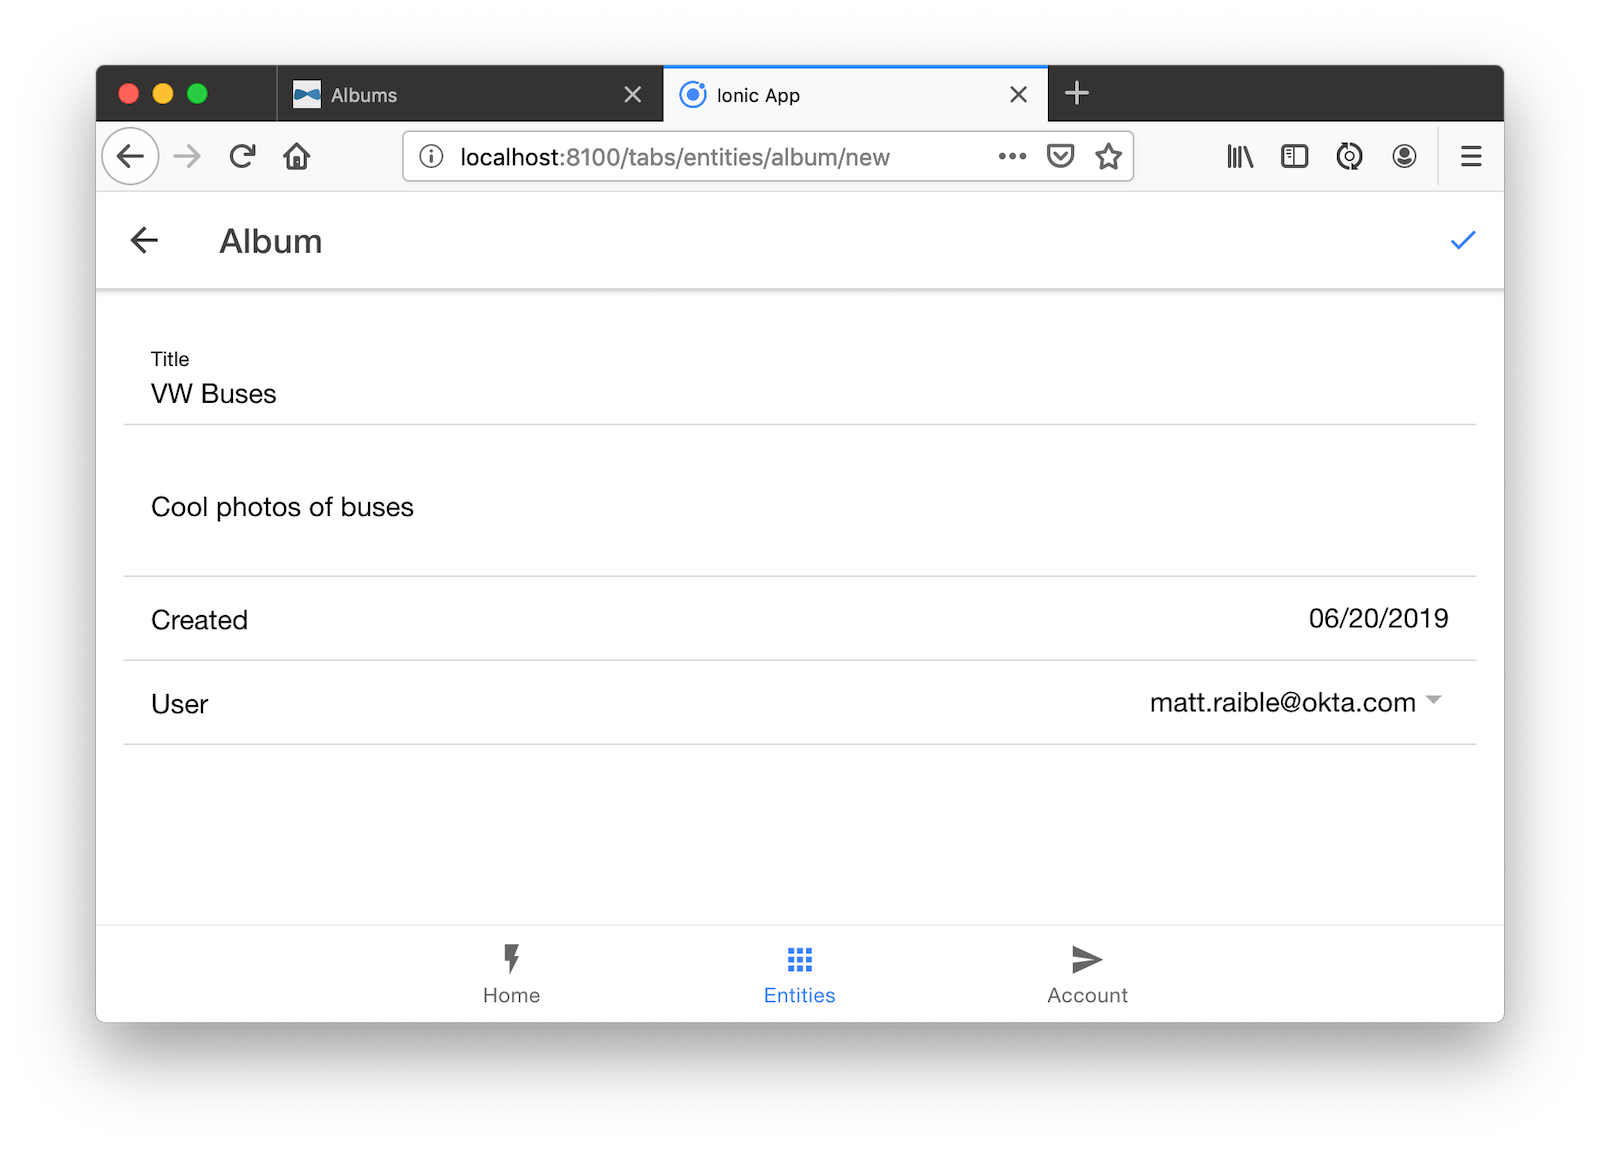 Albums
Ionic App
localhost:8100/tabs/entities/album/new
Album
Title
VW Buses
Cool photos of buses
Created 06/20/2019
User matt.raible@okta.com
Home Entities Account